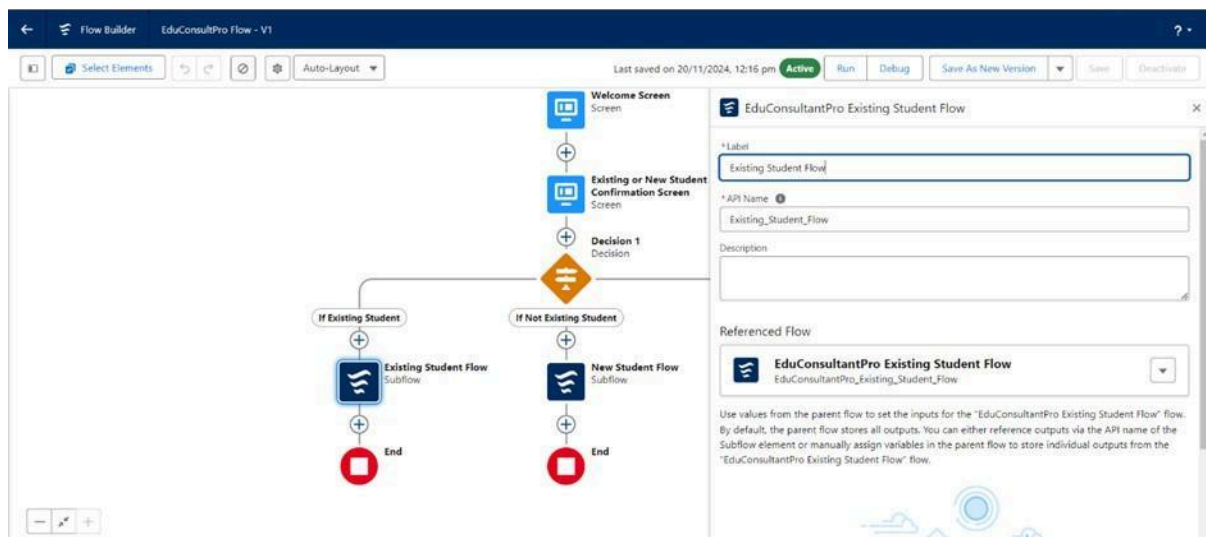 Flow Builder EduConsultPro Flow - V1
?
Select Elements Auto-Layout Last saved on 20/11/2024, 12:16 pm Active Run Debug Save As New Version Save Deactivate
Welcome Screen
Screen
Existing or New Student
Confirmation Screen
Screen
Decision 1
Decision
If Existing Student
If Not Existing Student
Existing Student Flow
Subflow
New Student Flow
Subflow
End
End
EduConsultantPro Existing Student Flow
*Label
Existing Student Flow
*API Name
Existing_Student_Flow
Description
Referenced Flow
EduConsultantPro Existing Student Flow
EduConsultantPro_Existing_Student_Flow
Use values from the parent flow to set the inputs for the "EduConsultantPro Existing Student Flow" flow.
By default, the parent flow stores all outputs. You can either reference outputs via the API name of the
Subflow element or manually assign variables in the parent flow to store individual outputs from the
"EduConsultantPro Existing Student Flow" flow.